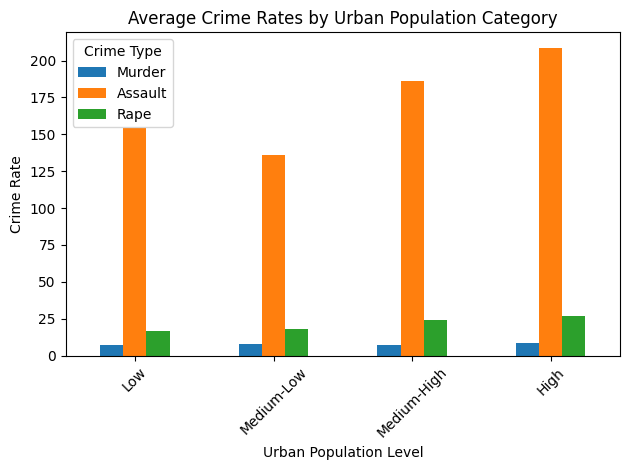 Average Crime Rates by Urban Population Category
Crime Type
Murder
Assault
Rape
Crime Rate
200
175
150
125
100
75
50
25
0
Low
Medium-Low
Medium-High
High
Urban Population Level